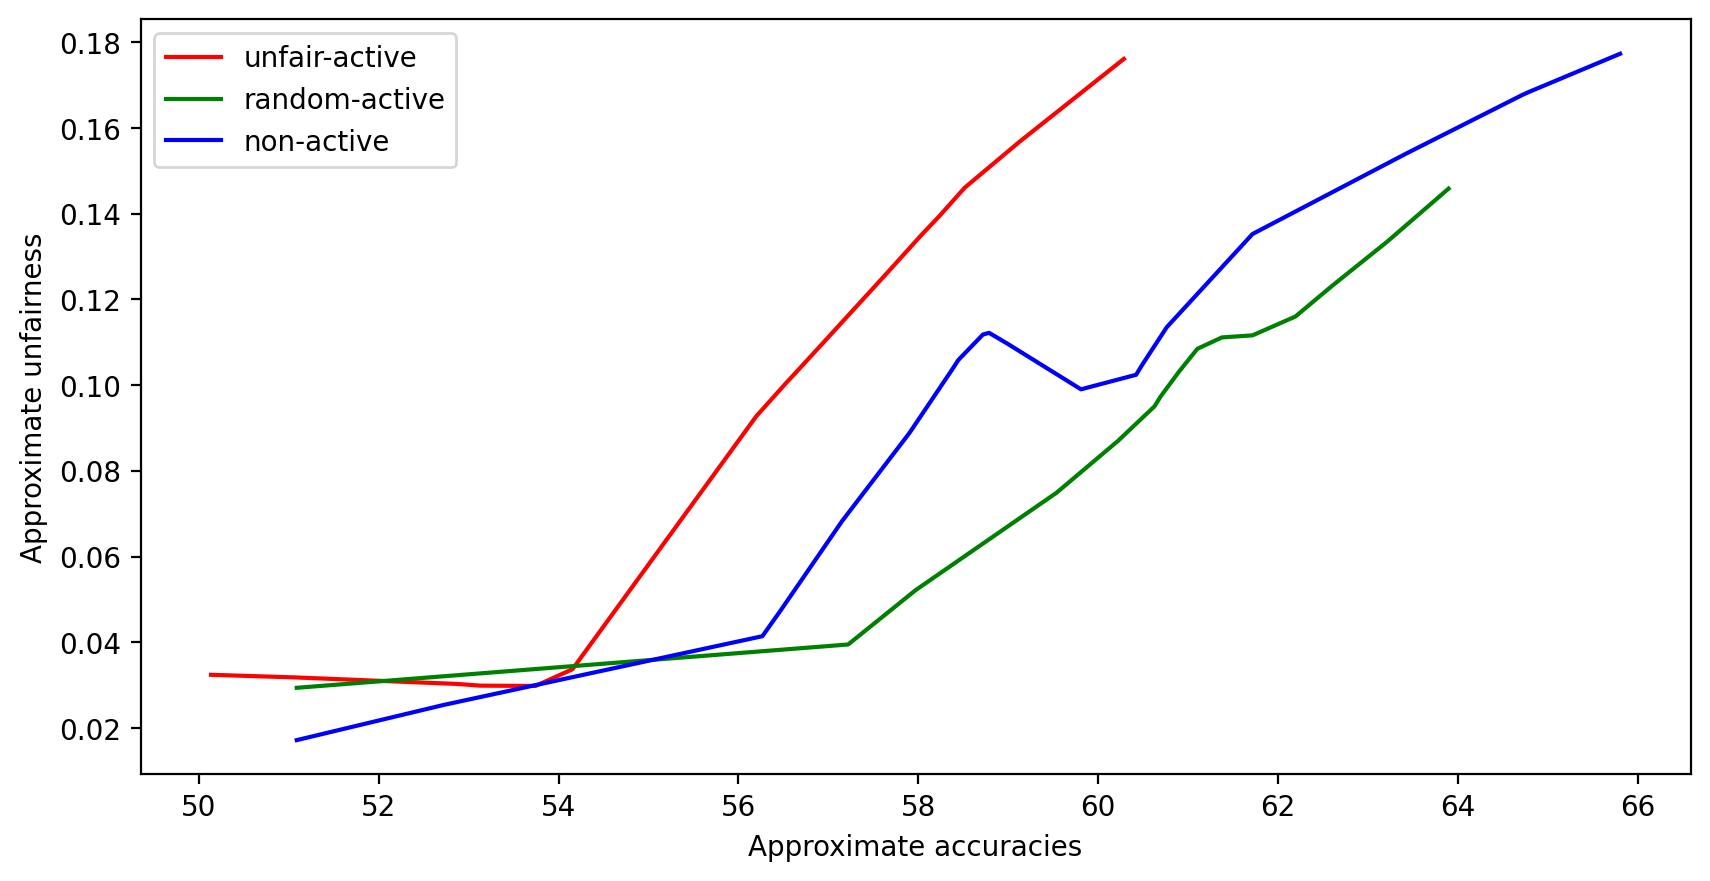 unfair-active
random-active
non-active
0.18
0.16
0.14
0.12
0.10
0.08
0.06
0.04
0.02
Approximate unfairness
50 52 54 56 58 60 62 64 66
Approximate accuracies